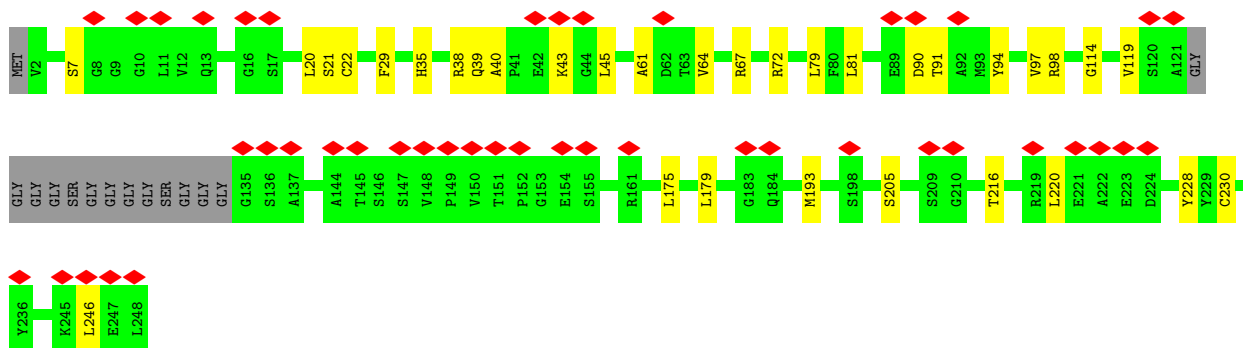 MET V2 S7 G8 G9 G10 L11 V12 Q13 G16 S17 L20 S21 C22 F29 H35 R38 Q39 A40 P41 E42 K43 G44 L45 A61 D62 T63 V64 R67 R72 L79 F80 L81 E89 D90 T91 A92 M93 Y94 V97 R98 G114 V119 S120 A121 GLY
GLY GLY GLY SER GLY GLY GLY GLY SER GLY GLY GLY G135 S136 A137 A144 T145 S146 S147 V148 P149 V150 T151 P152 G153 E154 S155 R161 L175 L179 G183 Q184 M193 S198 S205 S209 G210 T216 R219 L220 E221 A222 E223 D224 Y228 Y229 C230
Y236 K245 L246 E247 L248